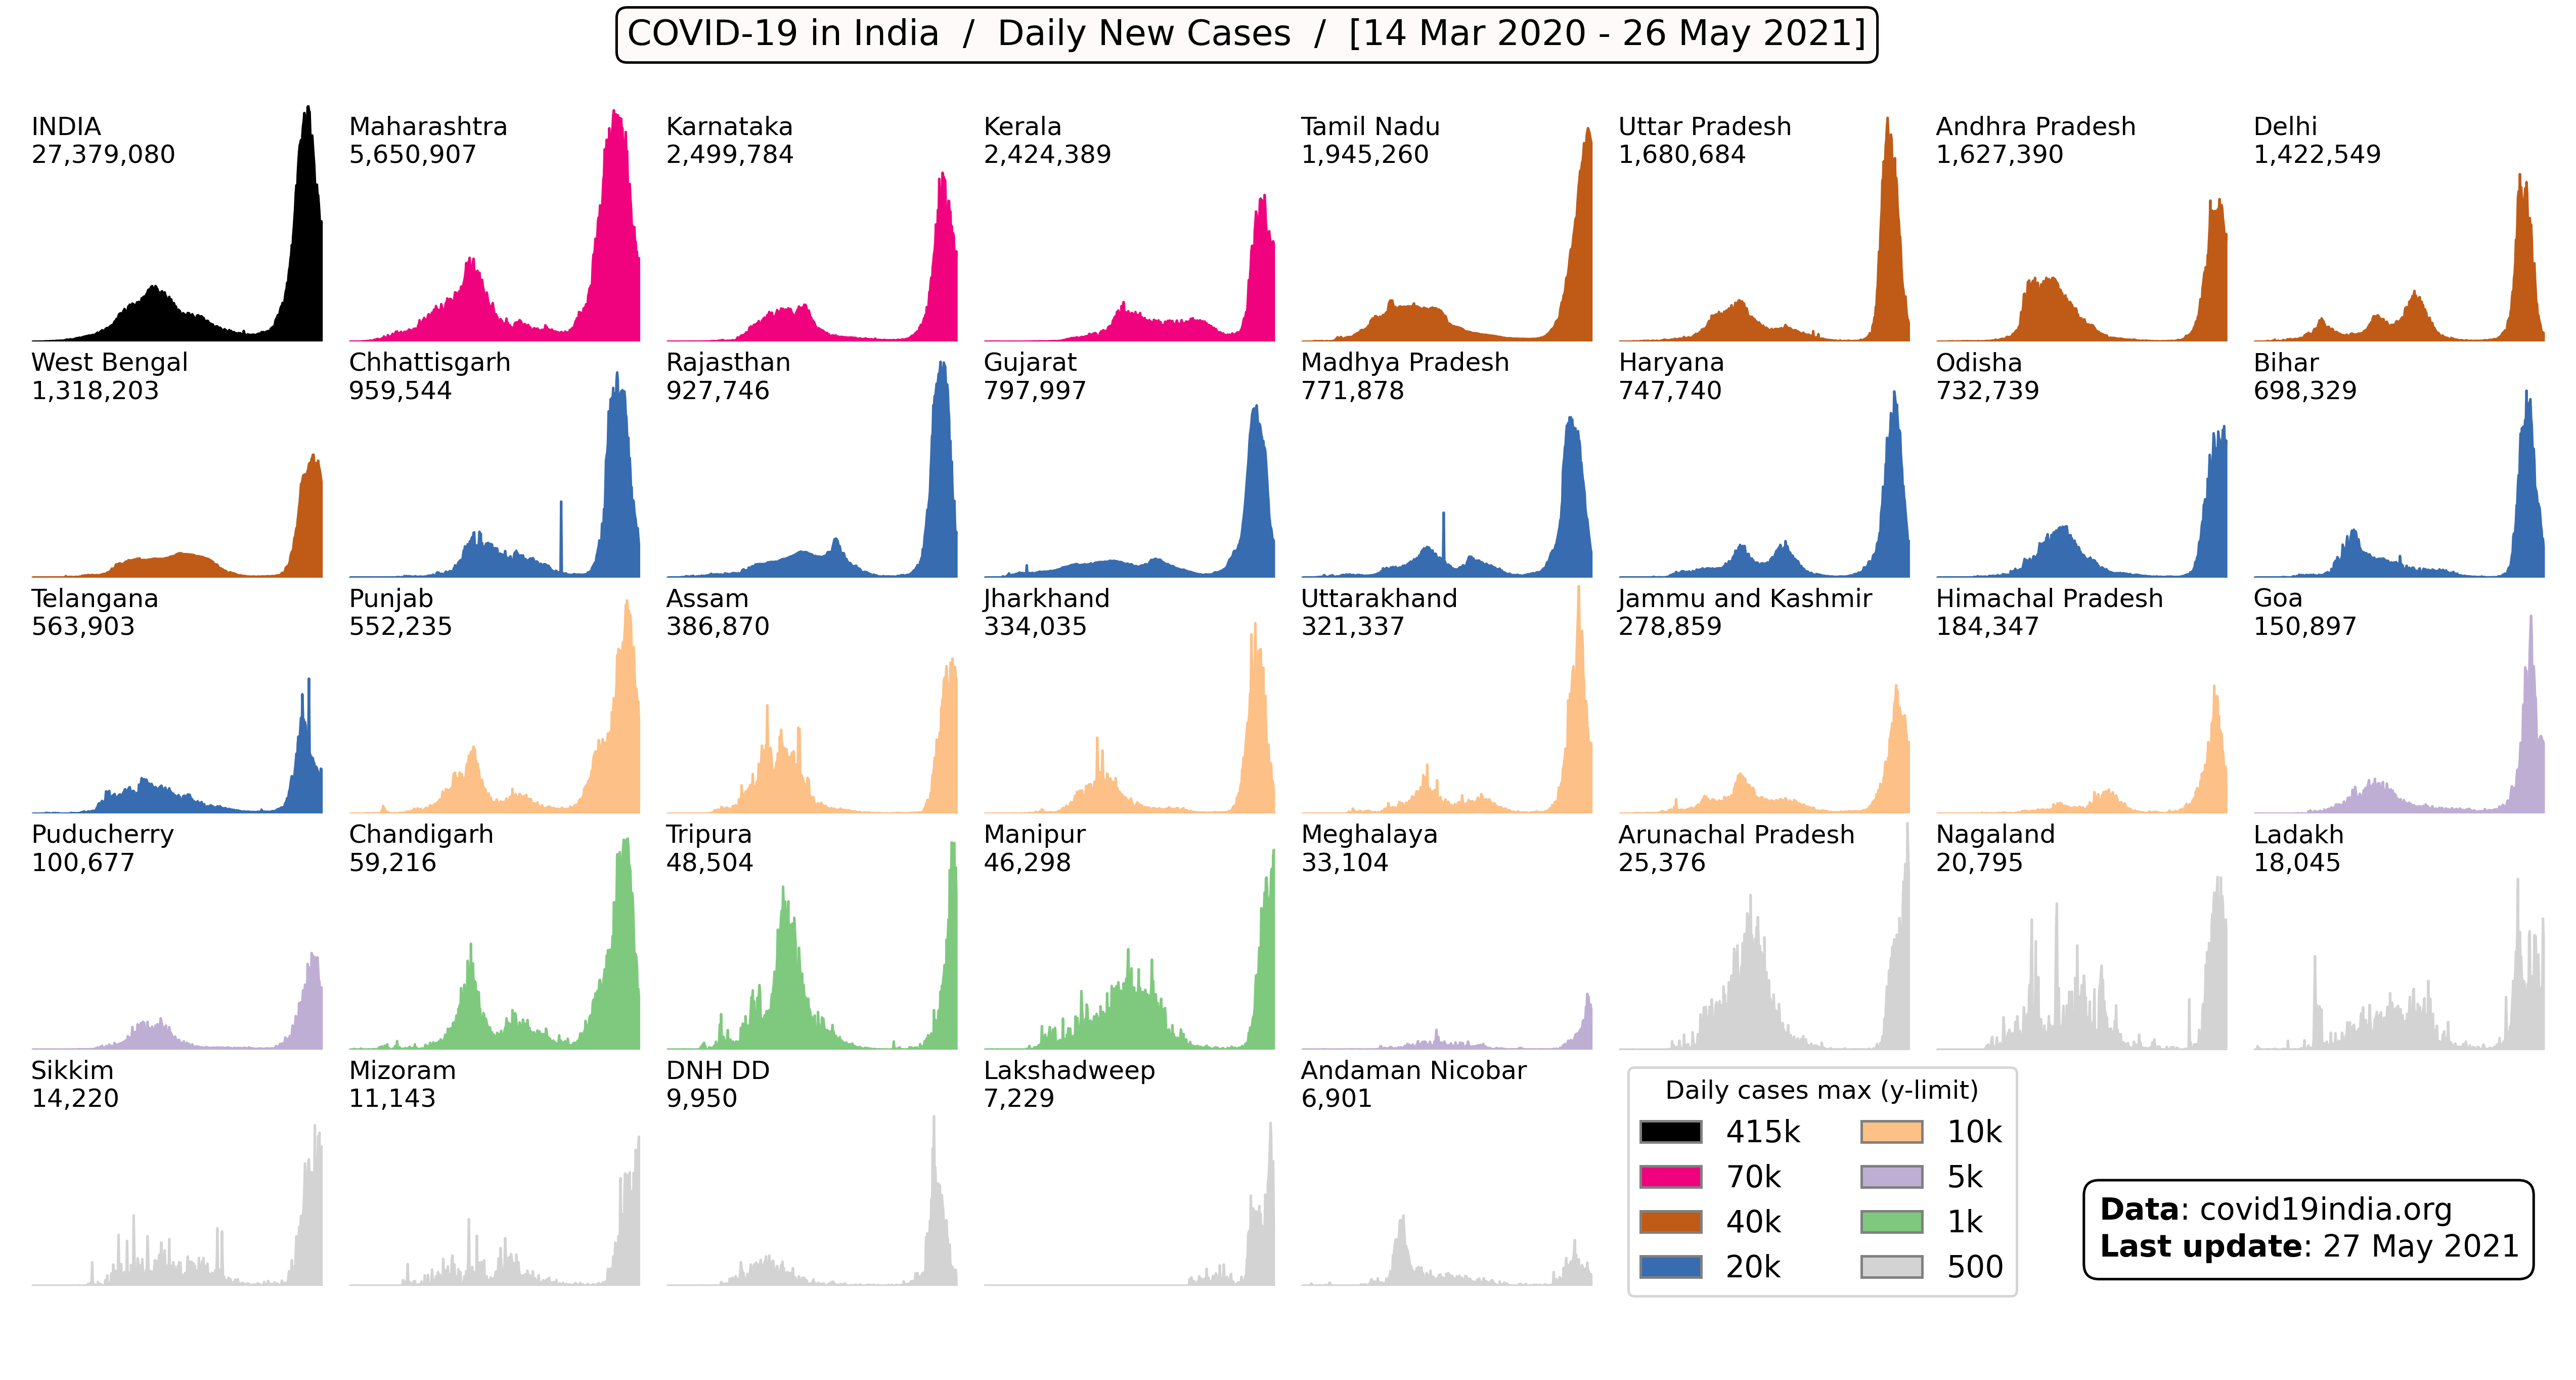 COVID-19 in India / Daily New Cases / [14 Mar 2020 - 26 May 2021]
INDIA
27,379,080
Maharashtra
5,650,907
Karnataka
2,499,784
Kerala
2,424,389
Tamil Nadu
1,945,260
Uttar Pradesh
1,680,684
Andhra Pradesh
1,627,390
Delhi
1,422,549
West Bengal
1,318,203
Chhattisgarh
959,544
Rajasthan
927,746
Gujarat
797,997
Madhya Pradesh
771,878
Haryana
747,740
Odisha
732,739
Bihar
698,329
Telangana
563,903
Punjab
552,235
Assam
386,870
Jharkhand
334,035
Uttarakhand
321,337
Jammu and Kashmir
278,859
Himachal Pradesh
184,347
Goa
150,897
Puducherry
100,677
Chandigarh
59,216
Tripura
48,504
Manipur
46,298
Meghalaya
33,104
Arunachal Pradesh
25,376
Nagaland
20,795
Ladakh
18,045
Sikkim
14,220
Mizoram
11,143
DNH DD
9,950
Lakshadweep
7,229
Andaman Nicobar
6,901
Daily cases max (y-limit)
415k
70k
40k
20k
10k
5k
1k
500
Data: covid19india.org
Last update: 27 May 2021